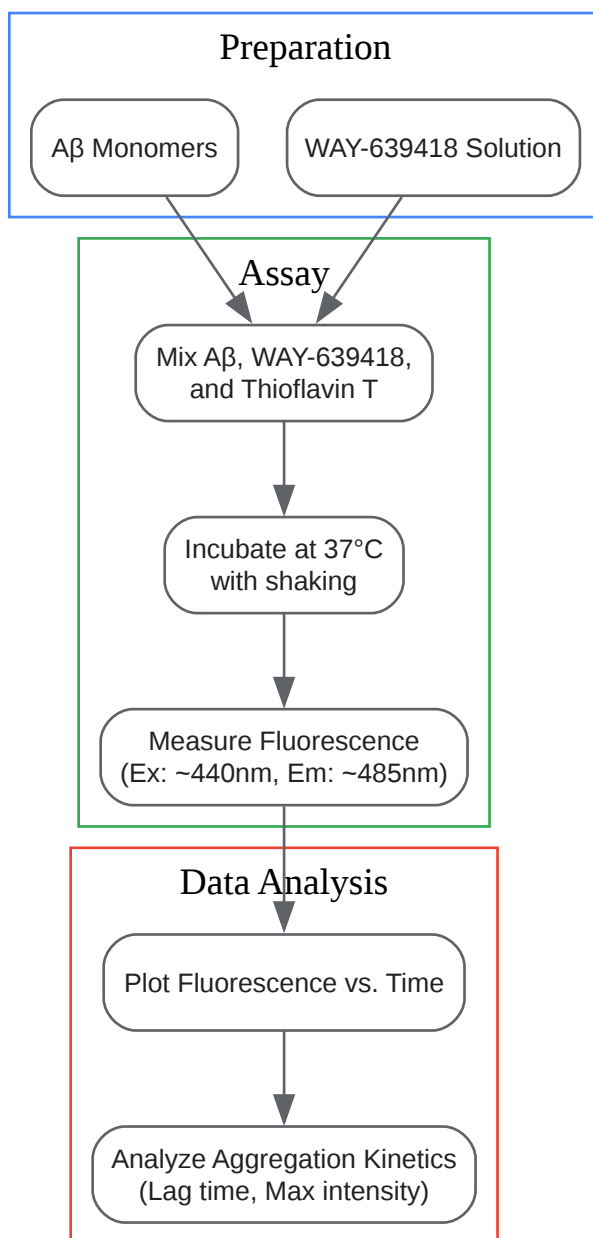 Preparation
Aβ Monomers
WAY-639418 Solution
Assay
Mix Aβ, WAY-639418,
and Thioflavin T
Incubate at 37°C
with shaking
Measure Fluorescence
(Ex: ~440nm, Em: ~485nm)
Data Analysis
Plot Fluorescence vs. Time
Analyze Aggregation Kinetics
(Lag time, Max intensity)